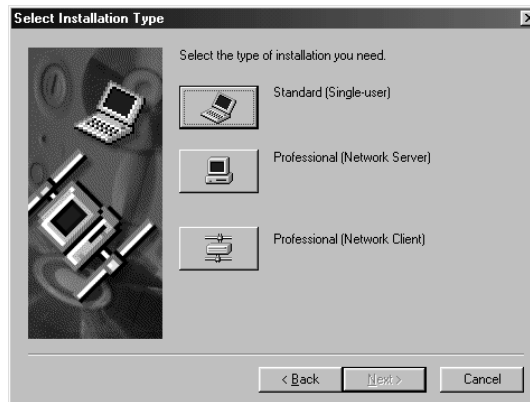 Select Installation Type
Select the type of installation you need.
Standard (Single-user)
Professional (Network Server)
Professional (Network Client)
< Back
Next >
Cancel